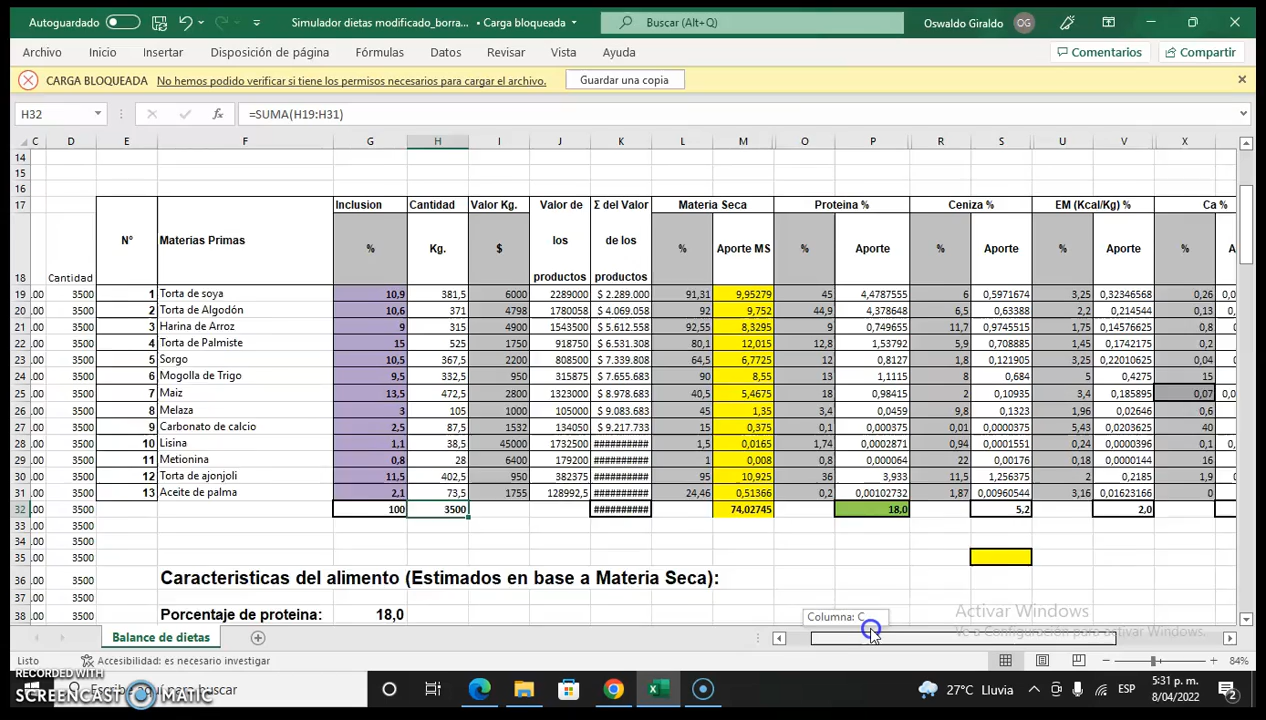 Autoguardado Simulador dietas modificado_borra... • Carga bloqueada Buscar (Alt+Q) Oswaldo Giraldo OG
Archivo Inicio Insertar Disposición de página Fórmulas Datos Revisar Vista Ayuda Comentarios Compartir
CARGA BLOQUEADA No hemos podido verificar si tiene los permisos necesarios para cargar el archivo. Guardar una copia
H32 fx =SUMA(H19:H31)
C D E F G H I J K L M O P R S U V X
14
15
16
17 Inclusion Cantidad Valor Kg. Valor de Σ del Valor Materia Seca Proteina % Ceniza % EM (Kcal/Kg) % Ca %
N° Materias Primas % Kg. $ los de los % Aporte MS % Aporte % Aporte % Aporte % A
18 Cantidad productos productos
19 .00 3500 1 Torta de soya 10,9 381,5 6000 2289000 $ 2.289.000 91,31 9,95279 45 4,4787555 6 0,5971674 3,25 0,32346568 0,26 0,0
20 .00 3500 2 Torta de Algodón 10,6 371 4798 1780058 $ 4.069.058 92 9,752 44,9 4,378648 6,5 0,63388 2,2 0,214544 0,13 0,0
21 .00 3500 3 Harina de Arroz 9 315 4900 1543500 $ 5.612.558 92,55 8,3295 9 0,749655 11,7 0,9745515 1,75 0,14576625 0,8 0,
22 .00 3500 4 Torta de Palmiste 15 525 1750 918750 $ 6.531.308 80,1 12,015 12,8 1,53792 5,9 0,708885 1,45 0,1742175 0,2 0
23 .00 3500 5 Sorgo 10,5 367,5 2200 808500 $ 7.339.808 64,5 6,7725 12 0,8127 1,8 0,121905 3,25 0,22010625 0,04 0,
24 .00 3500 6 Mogolla de Trigo 9,5 332,5 950 315875 $ 7.655.683 90 8,55 13 1,1115 8 0,684 5 0,4275 15
25 .00 3500 7 Maiz 13,5 472,5 2800 1323000 $ 8.978.683 40,5 5,4675 18 0,98415 2 0,10935 3,4 0,185895 0,07 0,0
26 .00 3500 8 Melaza 3 105 1000 105000 $ 9.083.683 45 1,35 3,4 0,0459 9,8 0,1323 1,96 0,02646 0,6
27 .00 3500 9 Carbonato de calcio 2,5 87,5 1532 134050 $ 9.217.733 15 0,375 0,01 0,0000375 0,01 0,0000375 5,43 0,0203625 40
28 .00 3500 10 Lisina 1,1 38,5 45000 1732500 ########## 1,5 0,0165 1,74 0,0002871 0,94 0,0001551 0,24 0,0000396 0,1 0,
29 .00 3500 11 Metionina 0,8 28 6400 179200 ########## 1 0,008 0,8 0,000064 22 0,00176 0,18 0,0000144 16
30 .00 3500 12 Torta de ajonjoli 11,5 402,5 950 382375 ########## 95 10,925 36 3,933 11,5 1,256375 2 0,2185 1,9 0,
31 .00 3500 13 Aceite de palma 2,1 73,5 1755 128992,5 ########## 24,46 0,51366 0,2 0,00102732 1,87 0,00960544 3,16 0,01623166 0
32 .00 3500 100 3500 ########## 74,02745 18,0 5,2 2,0
33 .00 3500
34 .00 3500
35 .00 3500
36 .00 3500 Caracteristicas del alimento (Estimados en base a Materia Seca):
37 .00 3500
38 .00 3500 Porcentaje de proteina: 18,0
Columna: C
Activar Windows
Ve a Configuración para activar Windows.
Balance de dietas
Listo Accesibilidad: es necesario investigar 84%
RECORDED WITH
SCREENCAST MATIC
aquí para buscar
27°C Lluvia ESP 5:31 p. m.
8/04/2022 2